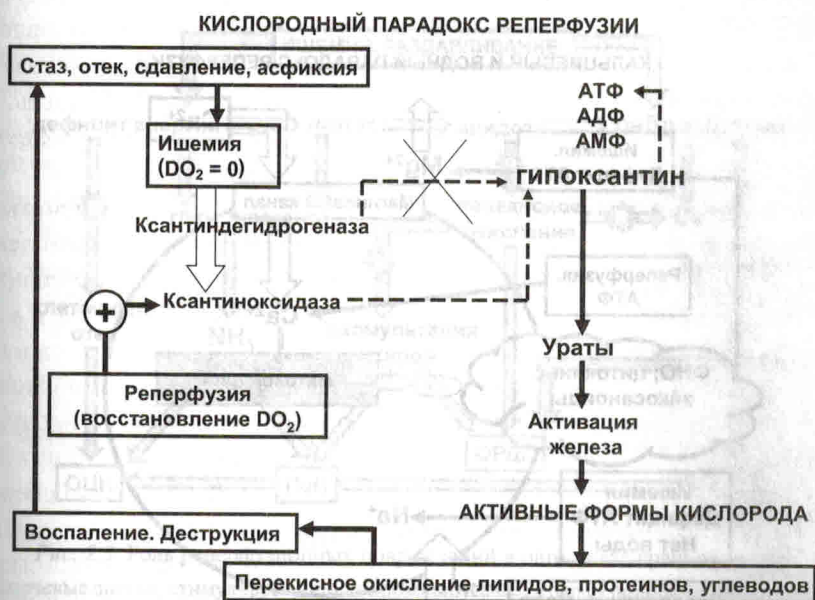 КИСЛОРОДНЫЙ ПАРАДОКС РЕПЕРФУЗИИ
Стаз, отек, сдавление, асфиксия
АТФ
АДФ
АМФ
Ишемия
(DO₂ = 0)
ГИПОКСАНТИН
Ксантиндегидрогеназа
+
Ксантиноксидаза
Ураты
Реперфузия
(восстановление DO₂)
Активация
железа
АКТИВНЫЕ ФОРМЫ КИСЛОРОДА
Воспаление. Деструкция
Перекисное окисление липидов, протеинов, углеводов